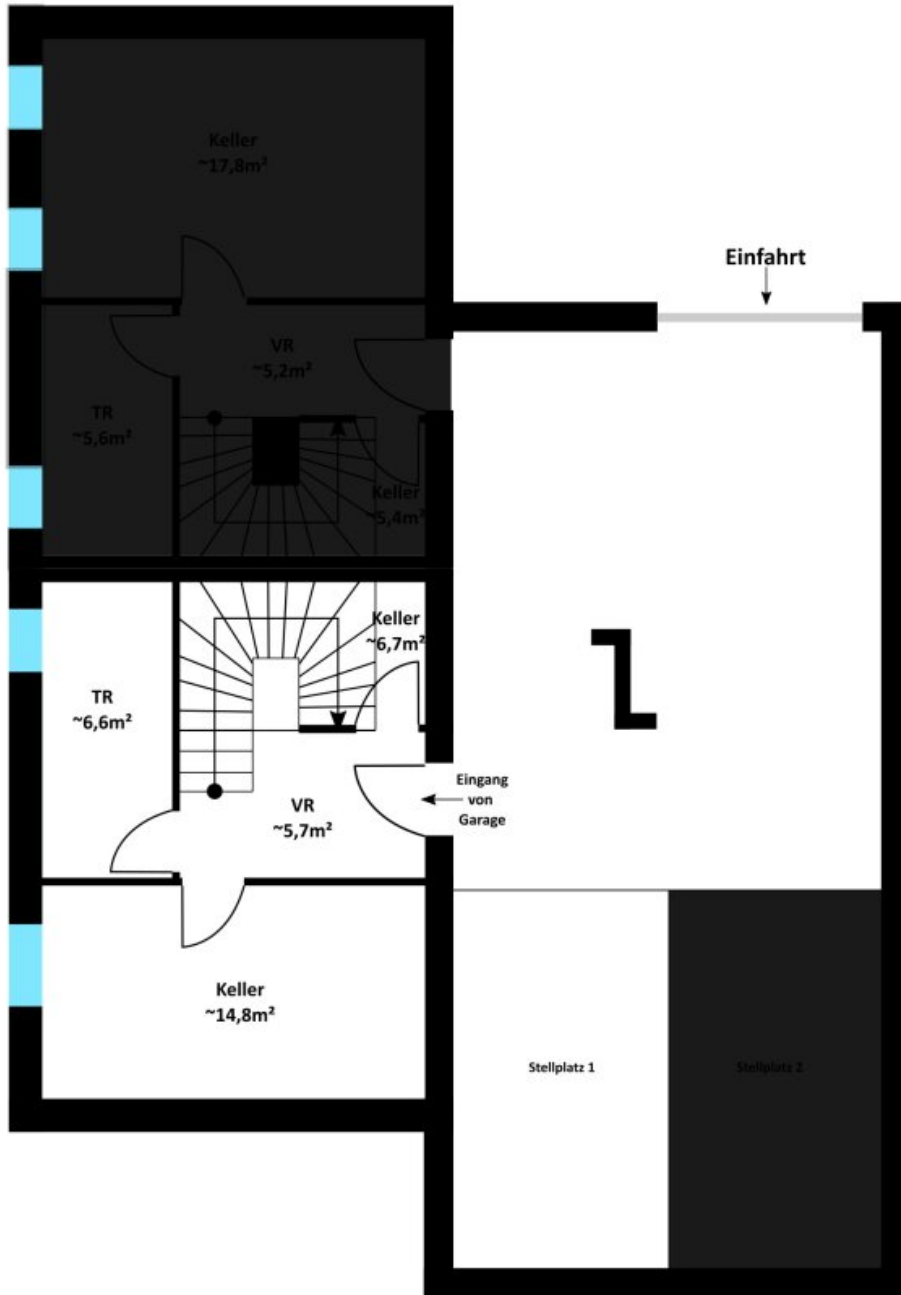 Keller
~17,8m²
Einfahrt
VR
~5,2m²
TR
~5,6m²
Keller
~5,4m²
Keller
~6,7m²
TR
~6,6m²
Eingang
von
Garage
VR
~5,7m²
Keller
~14,8m²
Stellplatz 1
Stellplatz 2